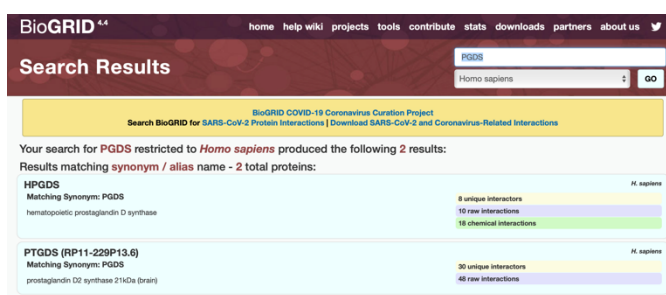 BioGRID 4.4
home help wiki projects tools contribute stats downloads partners about us
Search Results
PGDS
Homo sapiens
GO
BioGRID COVID-19 Coronavirus Curation Project
Search BioGRID for SARS-CoV-2 Protein Interactions | Download SARS-CoV-2 and Coronavirus-Related Interactions
Your search for PGDS restricted to Homo sapiens produced the following 2 results:
Results matching synonym / alias name - 2 total proteins:
HPGDS
H. sapiens
Matching Synonym: PGDS
8 unique interactors
hematopoietic prostaglandin D synthase
10 raw interactions
18 chemical interactions
PTGDS (RP11-229P13.6)
H. sapiens
Matching Synonym: PGDS
30 unique interactors
prostaglandin D2 synthase 21kDa (brain)
48 raw interactions